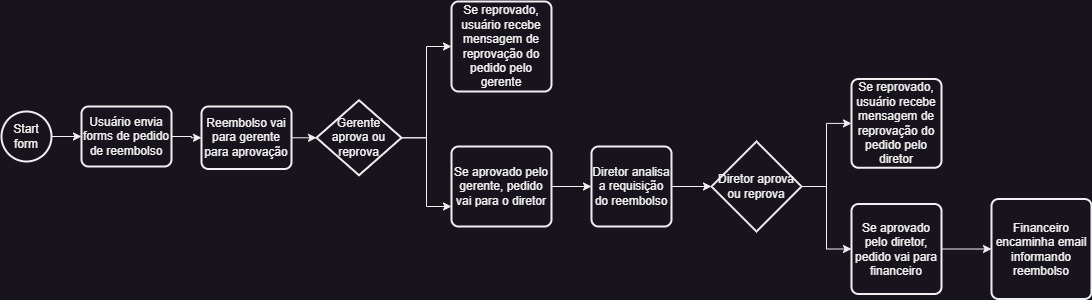 Start
form
Usuário envia
forms de pedido
de reembolso
Reembolso vai
para gerente
para aprovação
Gerente
aprova ou
reprova
Se reprovado,
usuário recebe
mensagem de
reprovação do
pedido pelo
gerente
Se aprovado pelo
gerente, pedido
vai para o diretor
Diretor analisa
a requisição
do reembolso
Diretor aprova
ou reprova
Se reprovado,
usuário recebe
mensagem de
reprovação do
pedido pelo
diretor
Se aprovado
pelo diretor,
pedido vai para
financeiro
Financeiro
encaminha email
informando
reembolso